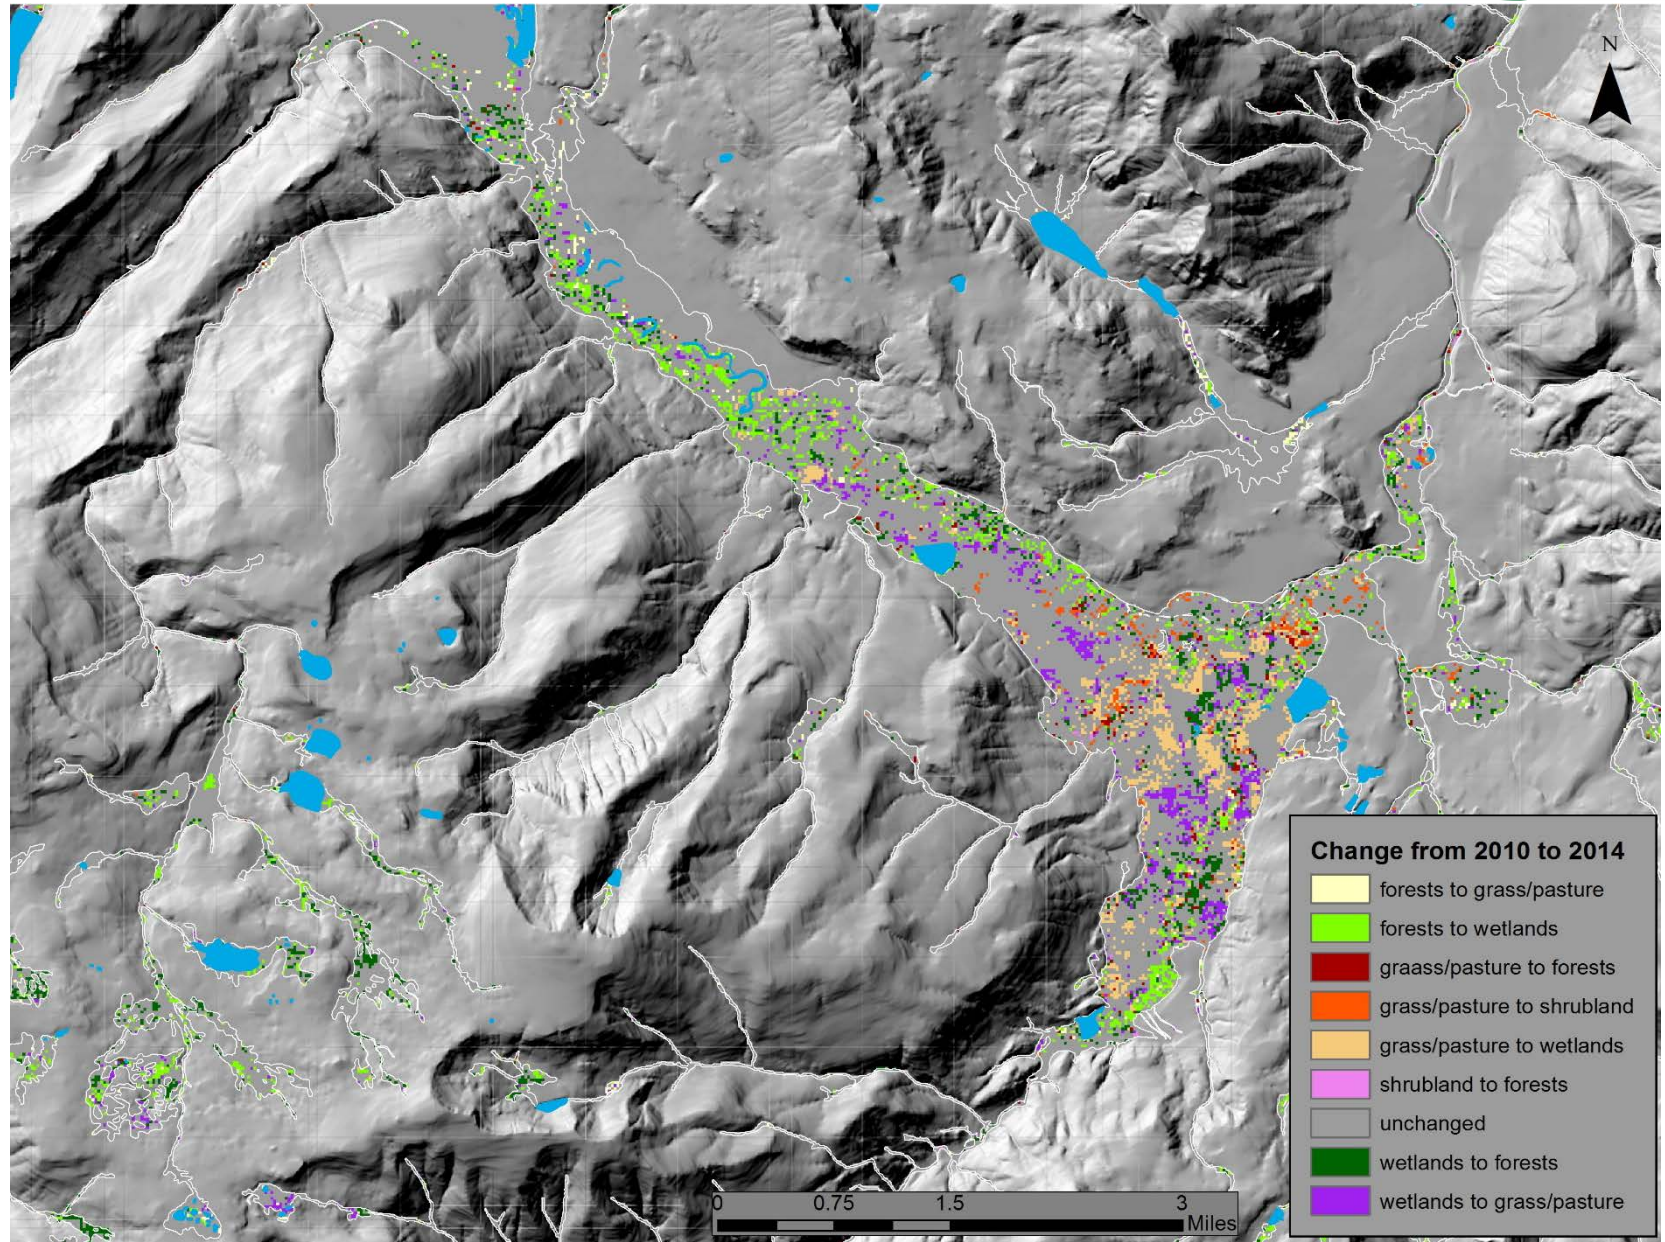 N
Change from 2010 to 2014
forests to grass/pasture
forests to wetlands
graass/pasture to forests
grass/pasture to shrubland
grass/pasture to wetlands
shrubland to forests
unchanged
wetlands to forests
wetlands to grass/pasture
0 0.75 1.5 3
Miles